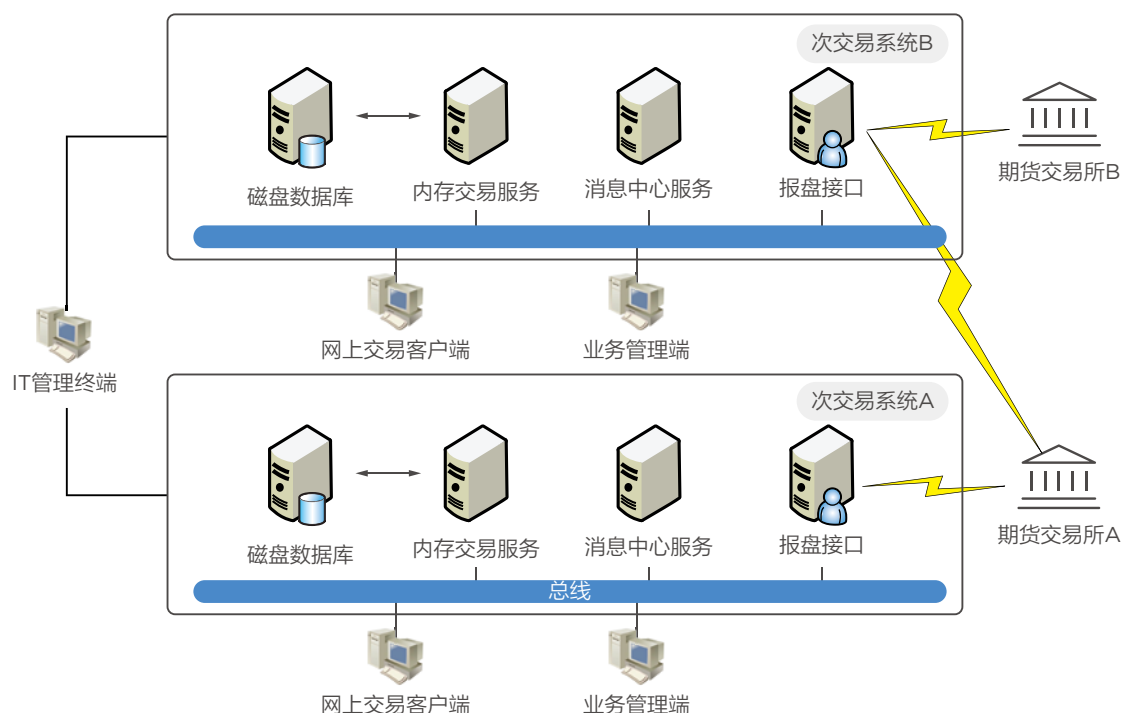 次交易系统B
磁盘数据库
内存交易服务
消息中心服务
报盘接口
期货交易所B
网上交易客户端
业务管理端
IT管理终端
次交易系统A
磁盘数据库
内存交易服务
消息中心服务
报盘接口
期货交易所A
总线
网上交易客户端
业务管理端